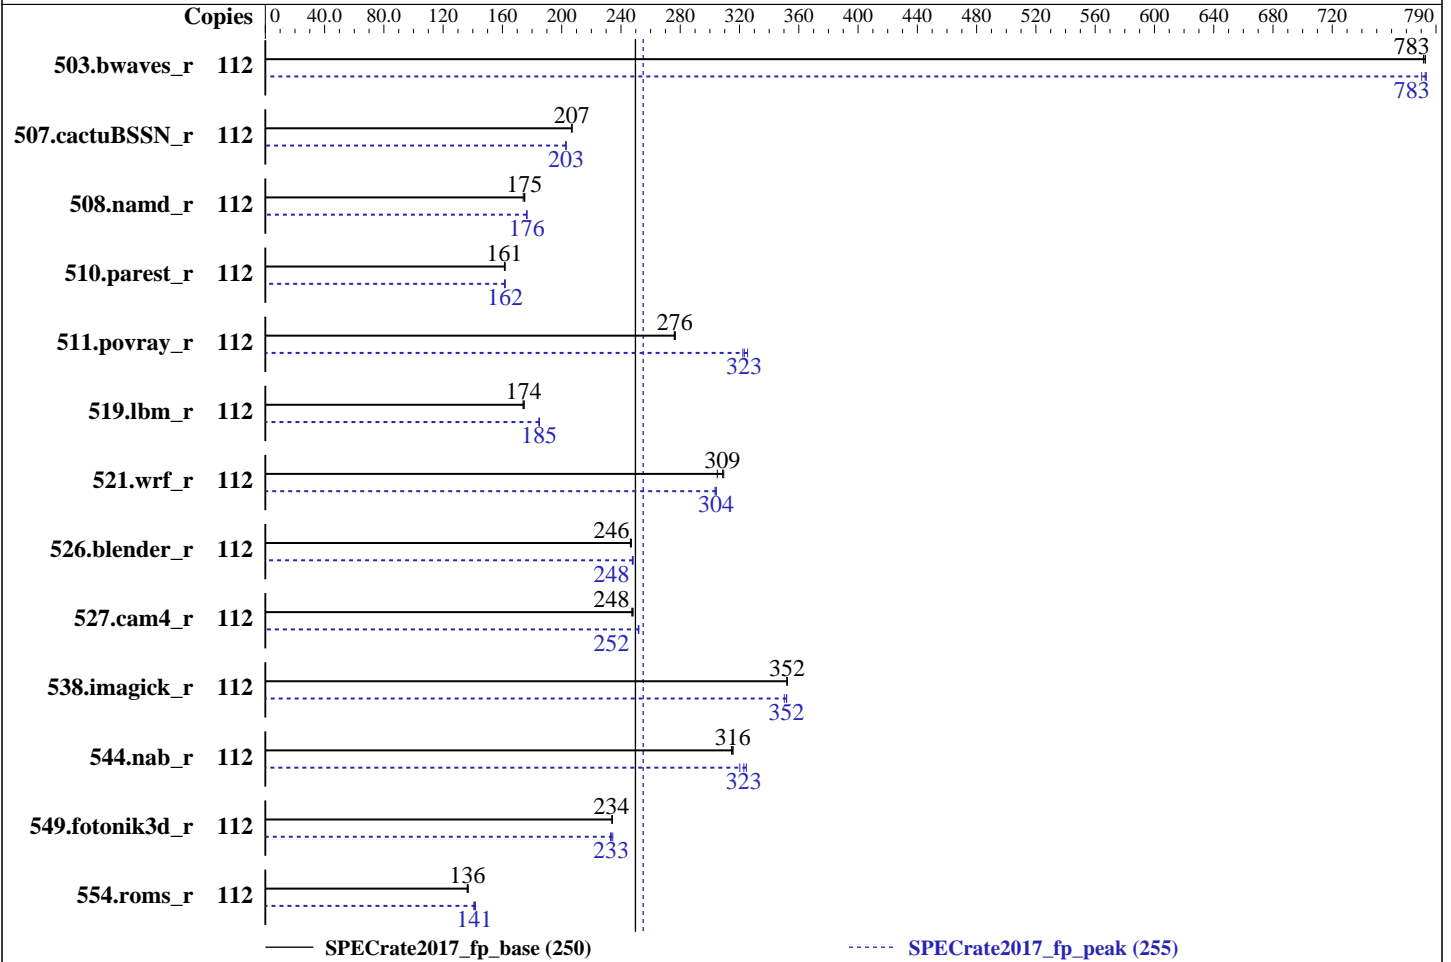 Copies 0 40.0 80.0 120 160 200 240 280 320 360 400 440 480 520 560 600 640 680 720 790
783
503.bwaves_r 112
783
207
507.cactuBSSN_r 112
203
175
508.namd_r 112
176
161
510.parest_r 112
162
276
511.povray_r 112
323
174
519.lbm_r 112
185
309
521.wrf_r 112
304
246
526.blender_r 112
248
248
527.cam4_r 112
252
352
538.imagick_r 112
352
316
544.nab_r 112
323
234
549.fotonik3d_r 112
233
136
554.roms_r 112
141
SPECrate2017_fp_base (250) SPECrate2017_fp_peak (255)